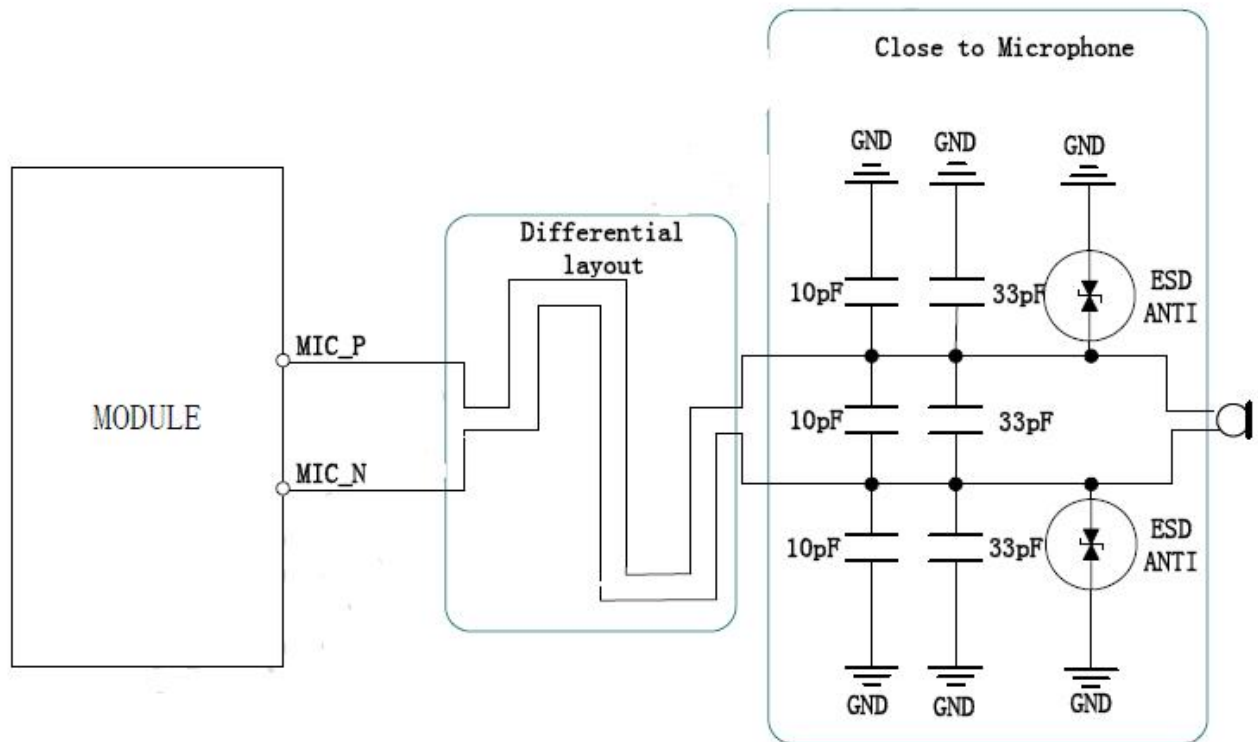 Close to Microphone
GND GND GND
Differential
layout
10pF 33pF ESD
ANTI
MIC_P
MODULE
10pF 33pF
MIC_N
10pF 33pF ESD
ANTI
GND GND GND